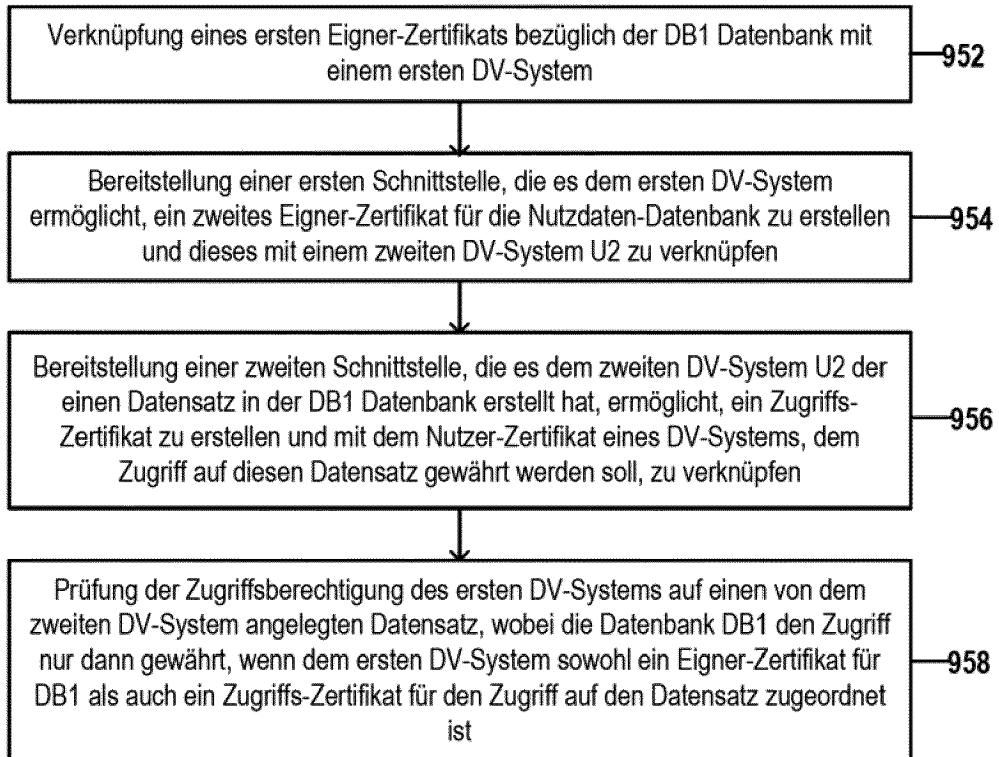 Verknüpfung eines ersten Eigner-Zertifikats bezüglich der DB1 Datenbank mit
einem ersten DV-System
952
Bereitstellung einer ersten Schnittstelle, die es dem ersten DV-System
ermöglicht, ein zweites Eigner-Zertifikat für die Nutzdaten-Datenbank zu erstellen
und dieses mit einem zweiten DV-System U2 zu verknüpfen
954
Bereitstellung einer zweiten Schnittstelle, die es dem zweiten DV-System U2 der
einen Datensatz in der DB1 Datenbank erstellt hat, ermöglicht, ein Zugriffs-
Zertifikat zu erstellen und mit dem Nutzer-Zertifikat eines DV-Systems, dem
Zugriff auf diesen Datensatz gewährt werden soll, zu verknüpfen
956
Prüfung der Zugriffsberechtigung des ersten DV-Systems auf einen von dem
zweiten DV-System angelegten Datensatz, wobei die Datenbank DB1 den Zugriff
nur dann gewährt, wenn dem ersten DV-System sowohl ein Eigner-Zertifikat für
DB1 als auch ein Zugriffs-Zertifikat für den Zugriff auf den Datensatz zugeordnet
ist
958